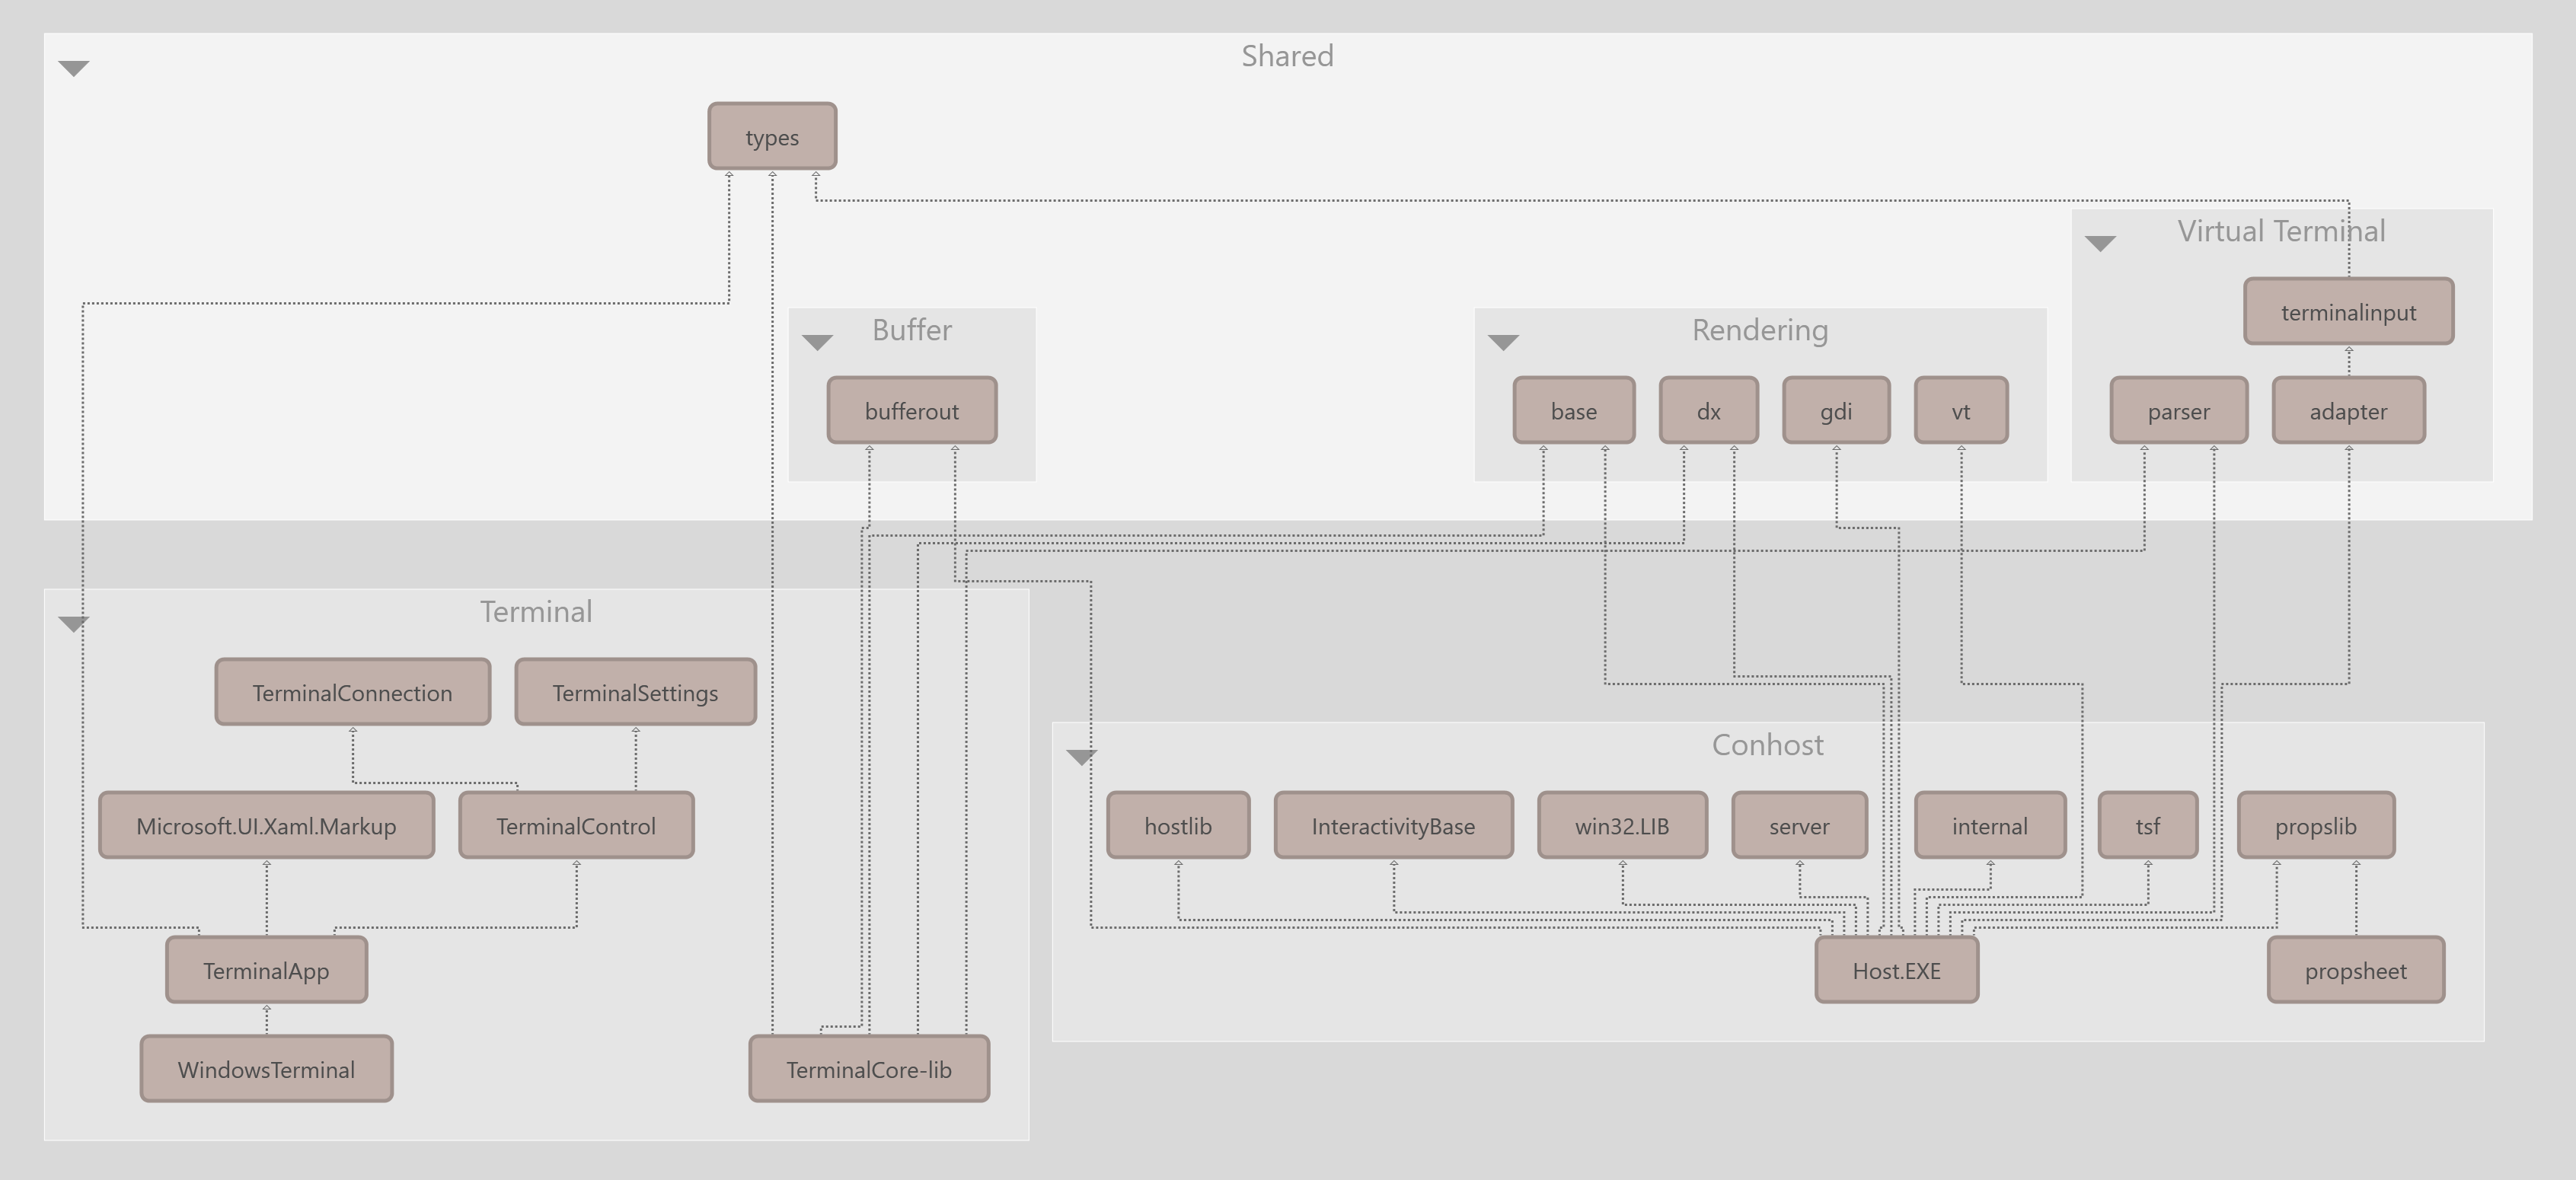 Shared
types
Virtual Terminal
terminalinput
Buffer
Rendering
bufferout
base
dx
gdi
vt
parser
adapter
Terminal
TerminalConnection
TerminalSettings
Microsoft.UI.Xaml.Markup
TerminalControl
TerminalApp
WindowsTerminal
TerminalCore-lib
Conhost
hostlib
InteractivityBase
win32.LIB
server
internal
tsf
propslib
Host.EXE
propsheet